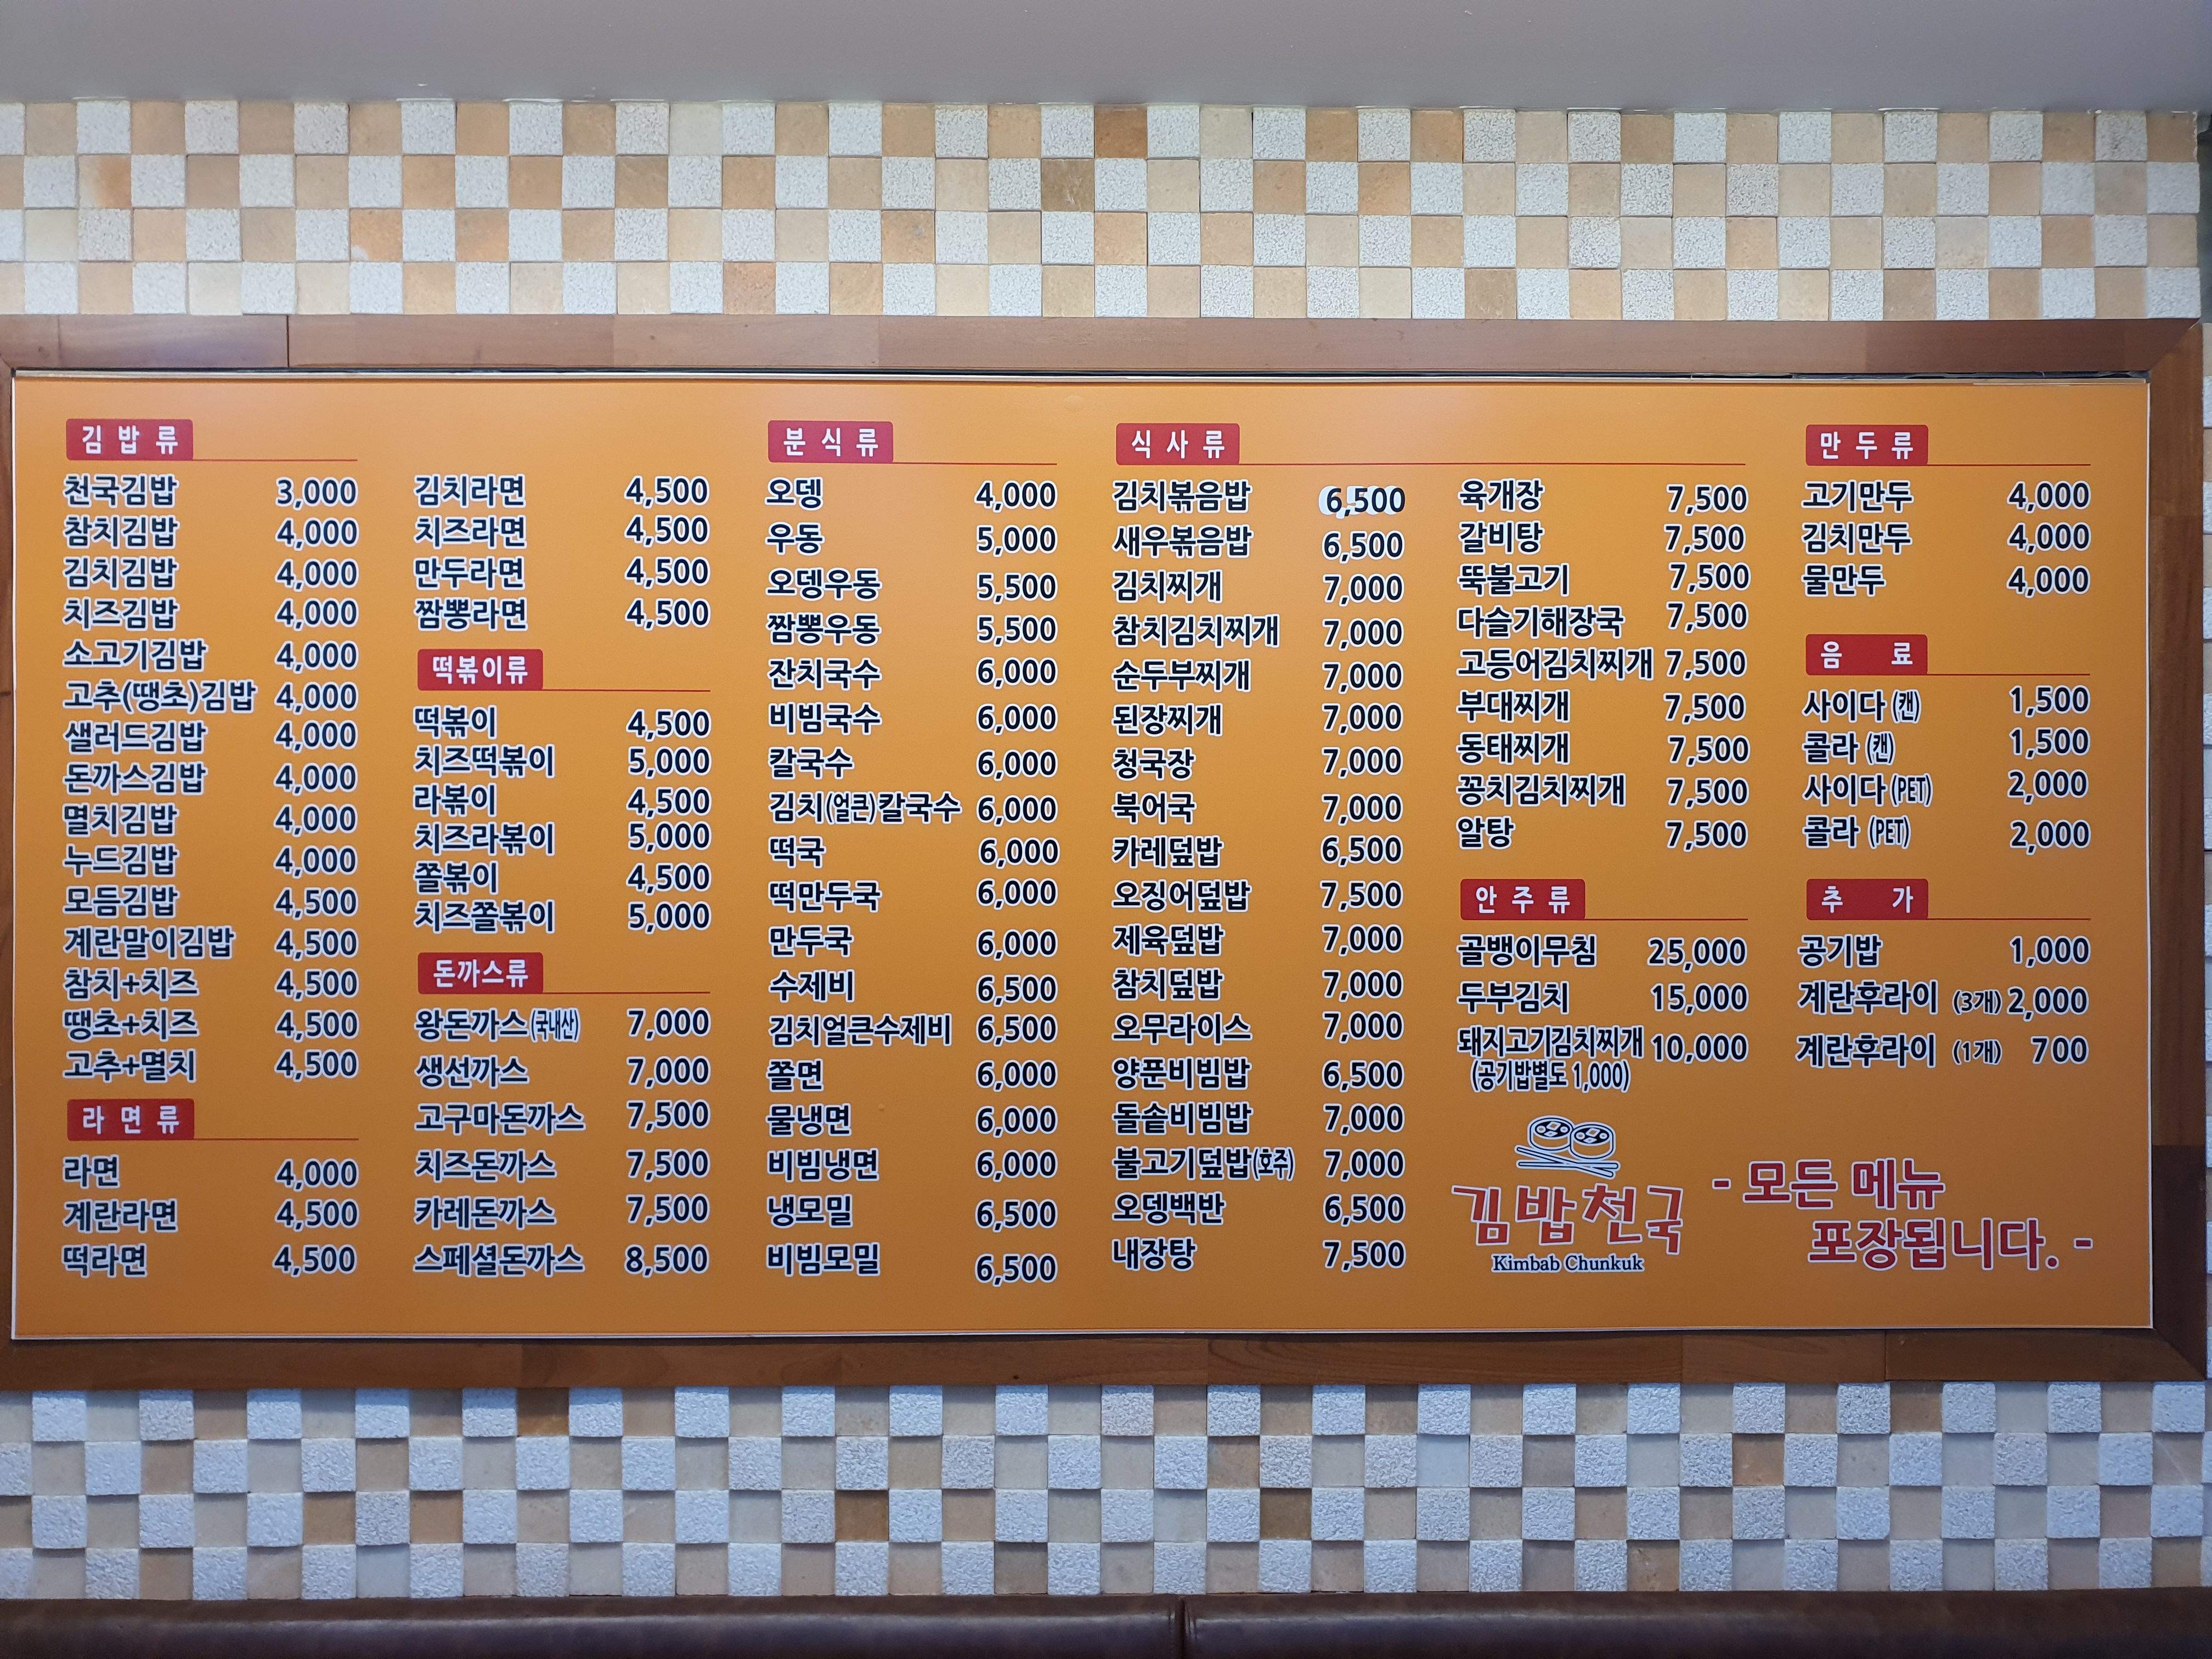 김밥류
천국김밥 3,000
참치김밥 4,000
김치김밥 4,000
치즈김밥 4,000
소고기김밥 4,000
고추(땡초)김밥 4,000
샐러드김밥 4,000
돈까스김밥 4,000
멸치김밥 4,000
누드김밥 4,000
모듬김밥 4,500
계란말이김밥 4,500
참치+치즈 4,500
땡초+치즈 4,500
고추+멸치 4,500
라면류
라면 4,000
계란라면 4,500
떡라면 4,500
김치라면 4,500
치즈라면 4,500
만두라면 4,500
짬뽕라면 4,500
떡볶이류
떡볶이 4,500
치즈떡볶이 5,000
라볶이 4,500
치즈라볶이 5,000
쫄볶이 4,500
치즈쫄볶이 5,000
돈까스류
왕돈까스(국내산) 7,000
생선까스 7,000
고구마돈까스 7,500
치즈돈까스 7,500
카레돈까스 7,500
스페셜돈까스 8,500
분식류
오뎅 4,000
우동 5,000
오뎅우동 5,500
짬뽕우동 5,500
잔치국수 6,000
비빔국수 6,000
칼국수 6,000
김치(얼큰)칼국수 6,000
떡국 6,000
떡만두국 6,000
만두국 6,000
수제비 6,500
김치얼큰수제비 6,500
쫄면 6,000
물냉면 6,000
비빔냉면 6,000
냉모밀 6,500
비빔모밀 6,500
식사류
김치볶음밥 6,500
새우볶음밥 6,500
김치찌개 7,000
참치김치찌개 7,000
순두부찌개 7,000
된장찌개 7,000
청국장 7,000
북어국 7,000
카레덮밥 6,500
오징어덮밥 7,500
제육덮밥 7,000
참치덮밥 7,000
오무라이스 7,000
양푼비빔밥 6,500
돌솥비빔밥 7,000
불고기덮밥(호주) 7,000
오뎅백반 6,500
내장탕 7,500
육개장 7,500
갈비탕 7,500
뚝불고기 7,500
다슬기해장국 7,500
고등어김치찌개 7,500
부대찌개 7,500
동태찌개 7,500
꽁치김치찌개 7,500
알탕 7,500
안주류
골뱅이무침 25,000
두부김치 15,000
돼지고기김치찌개 10,000
(공기밥별도 1,000)
김밥천국
Kimbab Chunkuk
만두류
고기만두 4,000
김치만두 4,000
물만두 4,000
음 료
사이다 (캔) 1,500
콜라 (캔) 1,500
사이다 (PET) 2,000
콜라 (PET) 2,000
추 가
공기밥 1,000
계란후라이 (3개) 2,000
계란후라이 (1개) 700
- 모든 메뉴
포장됩니다. -